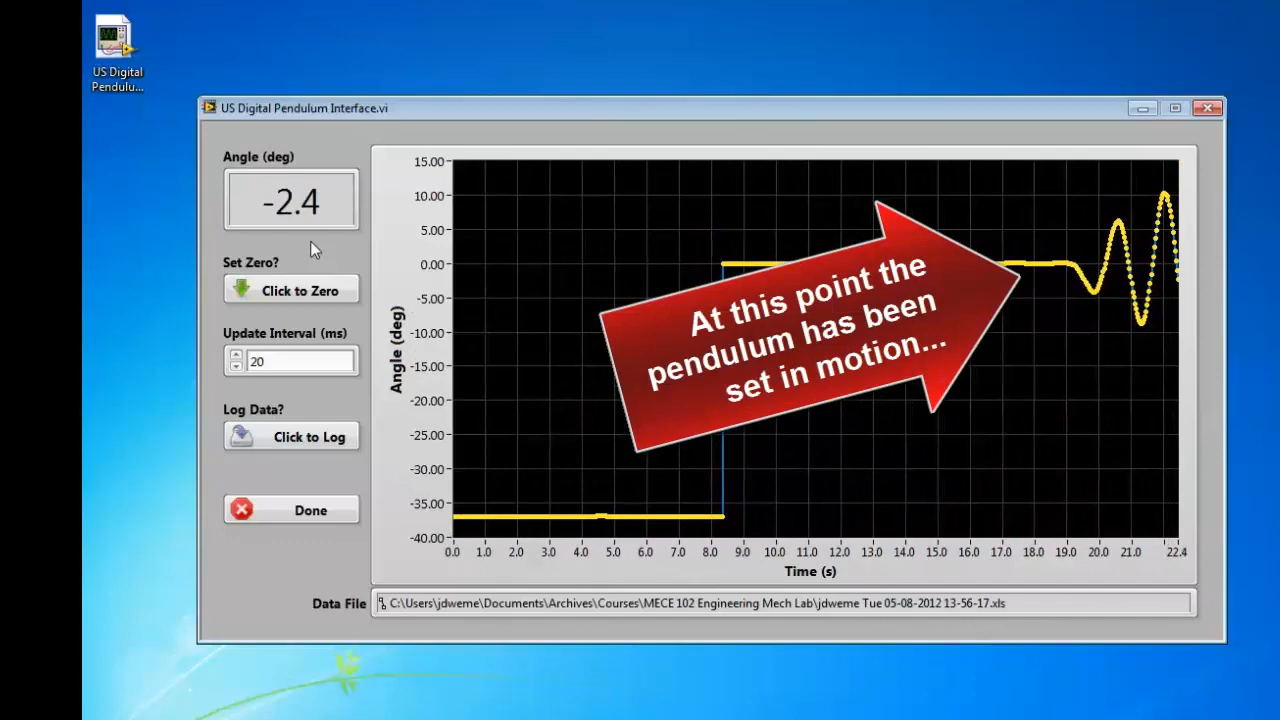 US Digital
Pendulu...
US Digital Pendulum Interface.vi
Angle (deg)
-2.4
Set Zero?
Click to Zero
Update Interval (ms)
20
Log Data?
Click to Log
Done
Angle (deg)
15.00
10.00
5.00
0.00
-5.00
-10.00
-15.00
-20.00
-25.00
-30.00
-35.00
-40.00
At this point the
pendulum has been
set in motion...
0.0 1.0 2.0 3.0 4.0 5.0 6.0 7.0 8.0 9.0 10.0 11.0 12.0 13.0 14.0 15.0 16.0 17.0 18.0 19.0 20.0 21.0 22.4
Time (s)
Data File C:\Users\jdweme\Documents\Archives\Courses\MECE 102 Engineering Mech Lab\jdweme Tue 05-08-2012 13-56-17.xls